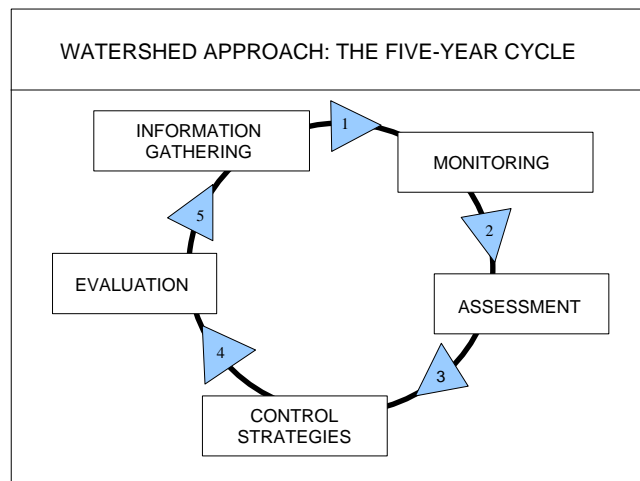 WATERSHED APPROACH: THE FIVE-YEAR CYCLE
INFORMATION
GATHERING
1
MONITORING
2
ASSESSMENT
3
CONTROL
STRATEGIES
4
EVALUATION
5